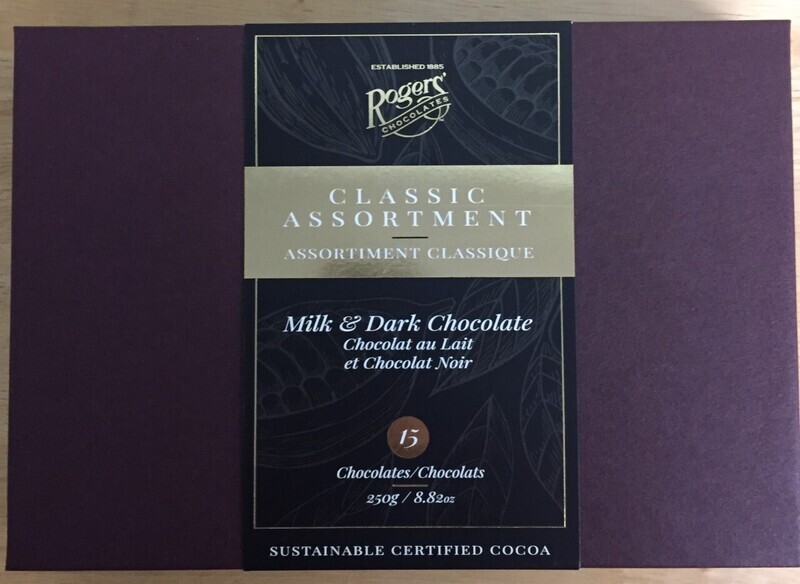 ESTABLISHED 1885
Rogers'
CHOCOLATES
CLASSIC
ASSORTMENT
ASSORTIMENT CLASSIQUE
Milk & Dark Chocolate
Chocolat au Lait
et Chocolat Noir
15
Chocolates/Chocolats
250g / 8.82oz
SUSTAINABLE CERTIFIED COCOA